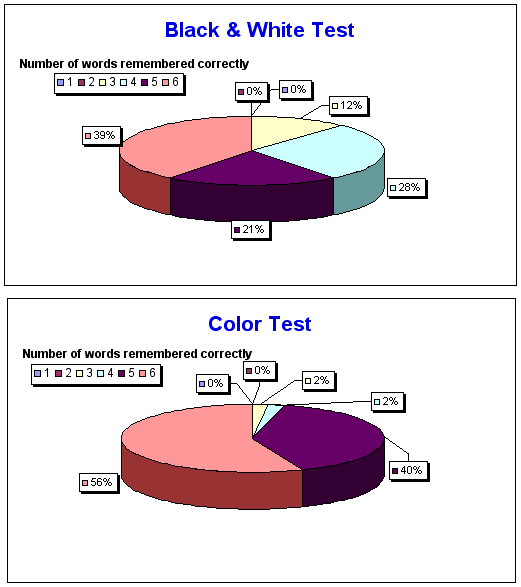 Black & White Test
Number of words remembered correctly
1 2 3 4 5 6
0% 0%
12%
39%
28%
21%
Color Test
Number of words remembered correctly
1 2 3 4 5 6
0%
0%
2%
2%
40%
56%